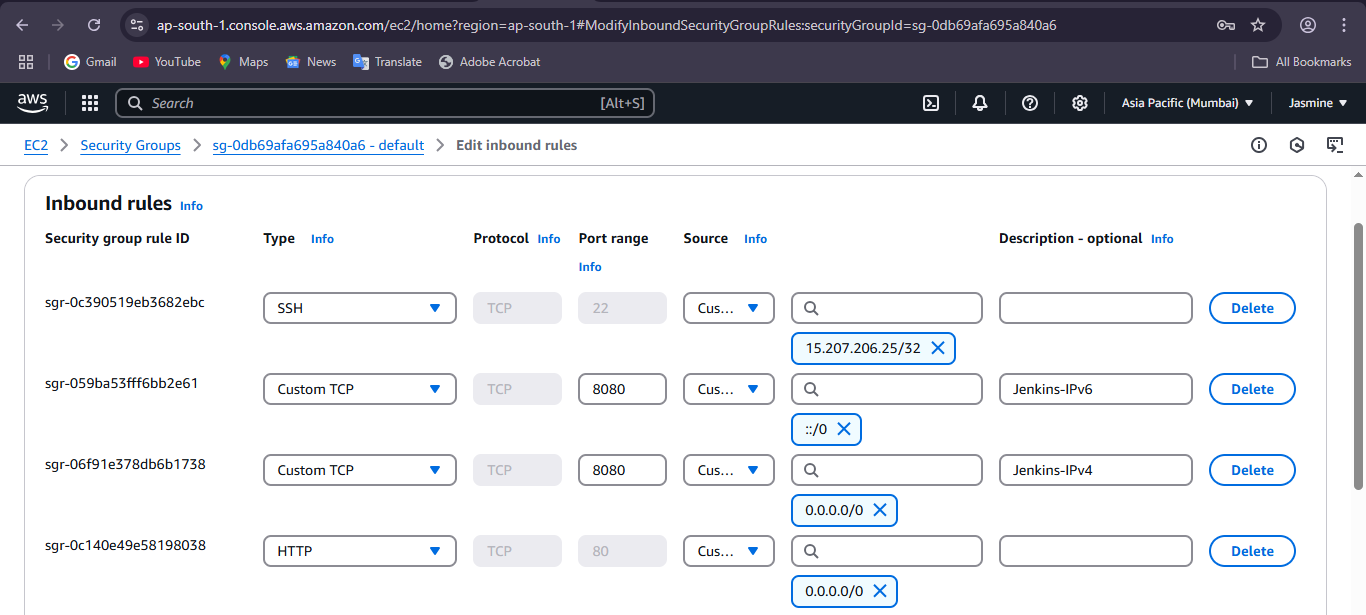 ap-south-1.console.aws.amazon.com/ec2/home?region=ap-south-1#ModifyInboundSecurityGroupRules:securityGroupId=sg-0db69afa695a840a6
Gmail YouTube Maps News Translate Adobe Acrobat All Bookmarks
aws Search [Alt+S] Asia Pacific (Mumbai) Jasmine
EC2 Security Groups sg-0db69afa695a840a6 - default Edit inbound rules
Inbound rules Info
Security group rule ID Type Info Protocol Info Port range Source Info Description - optional Info
Info
sgr-0c390519eb3682ebc SSH TCP 22 Cus... Delete
15.207.206.25/32
sgr-059ba53fff6bb2e61 Custom TCP TCP 8080 Cus... Jenkins-IPv6 Delete
::/0
sgr-06f91e378db6b1738 Custom TCP TCP 8080 Cus... Jenkins-IPv4 Delete
0.0.0.0/0
sgr-0c140e49e58198038 HTTP TCP 80 Cus... Delete
0.0.0.0/0